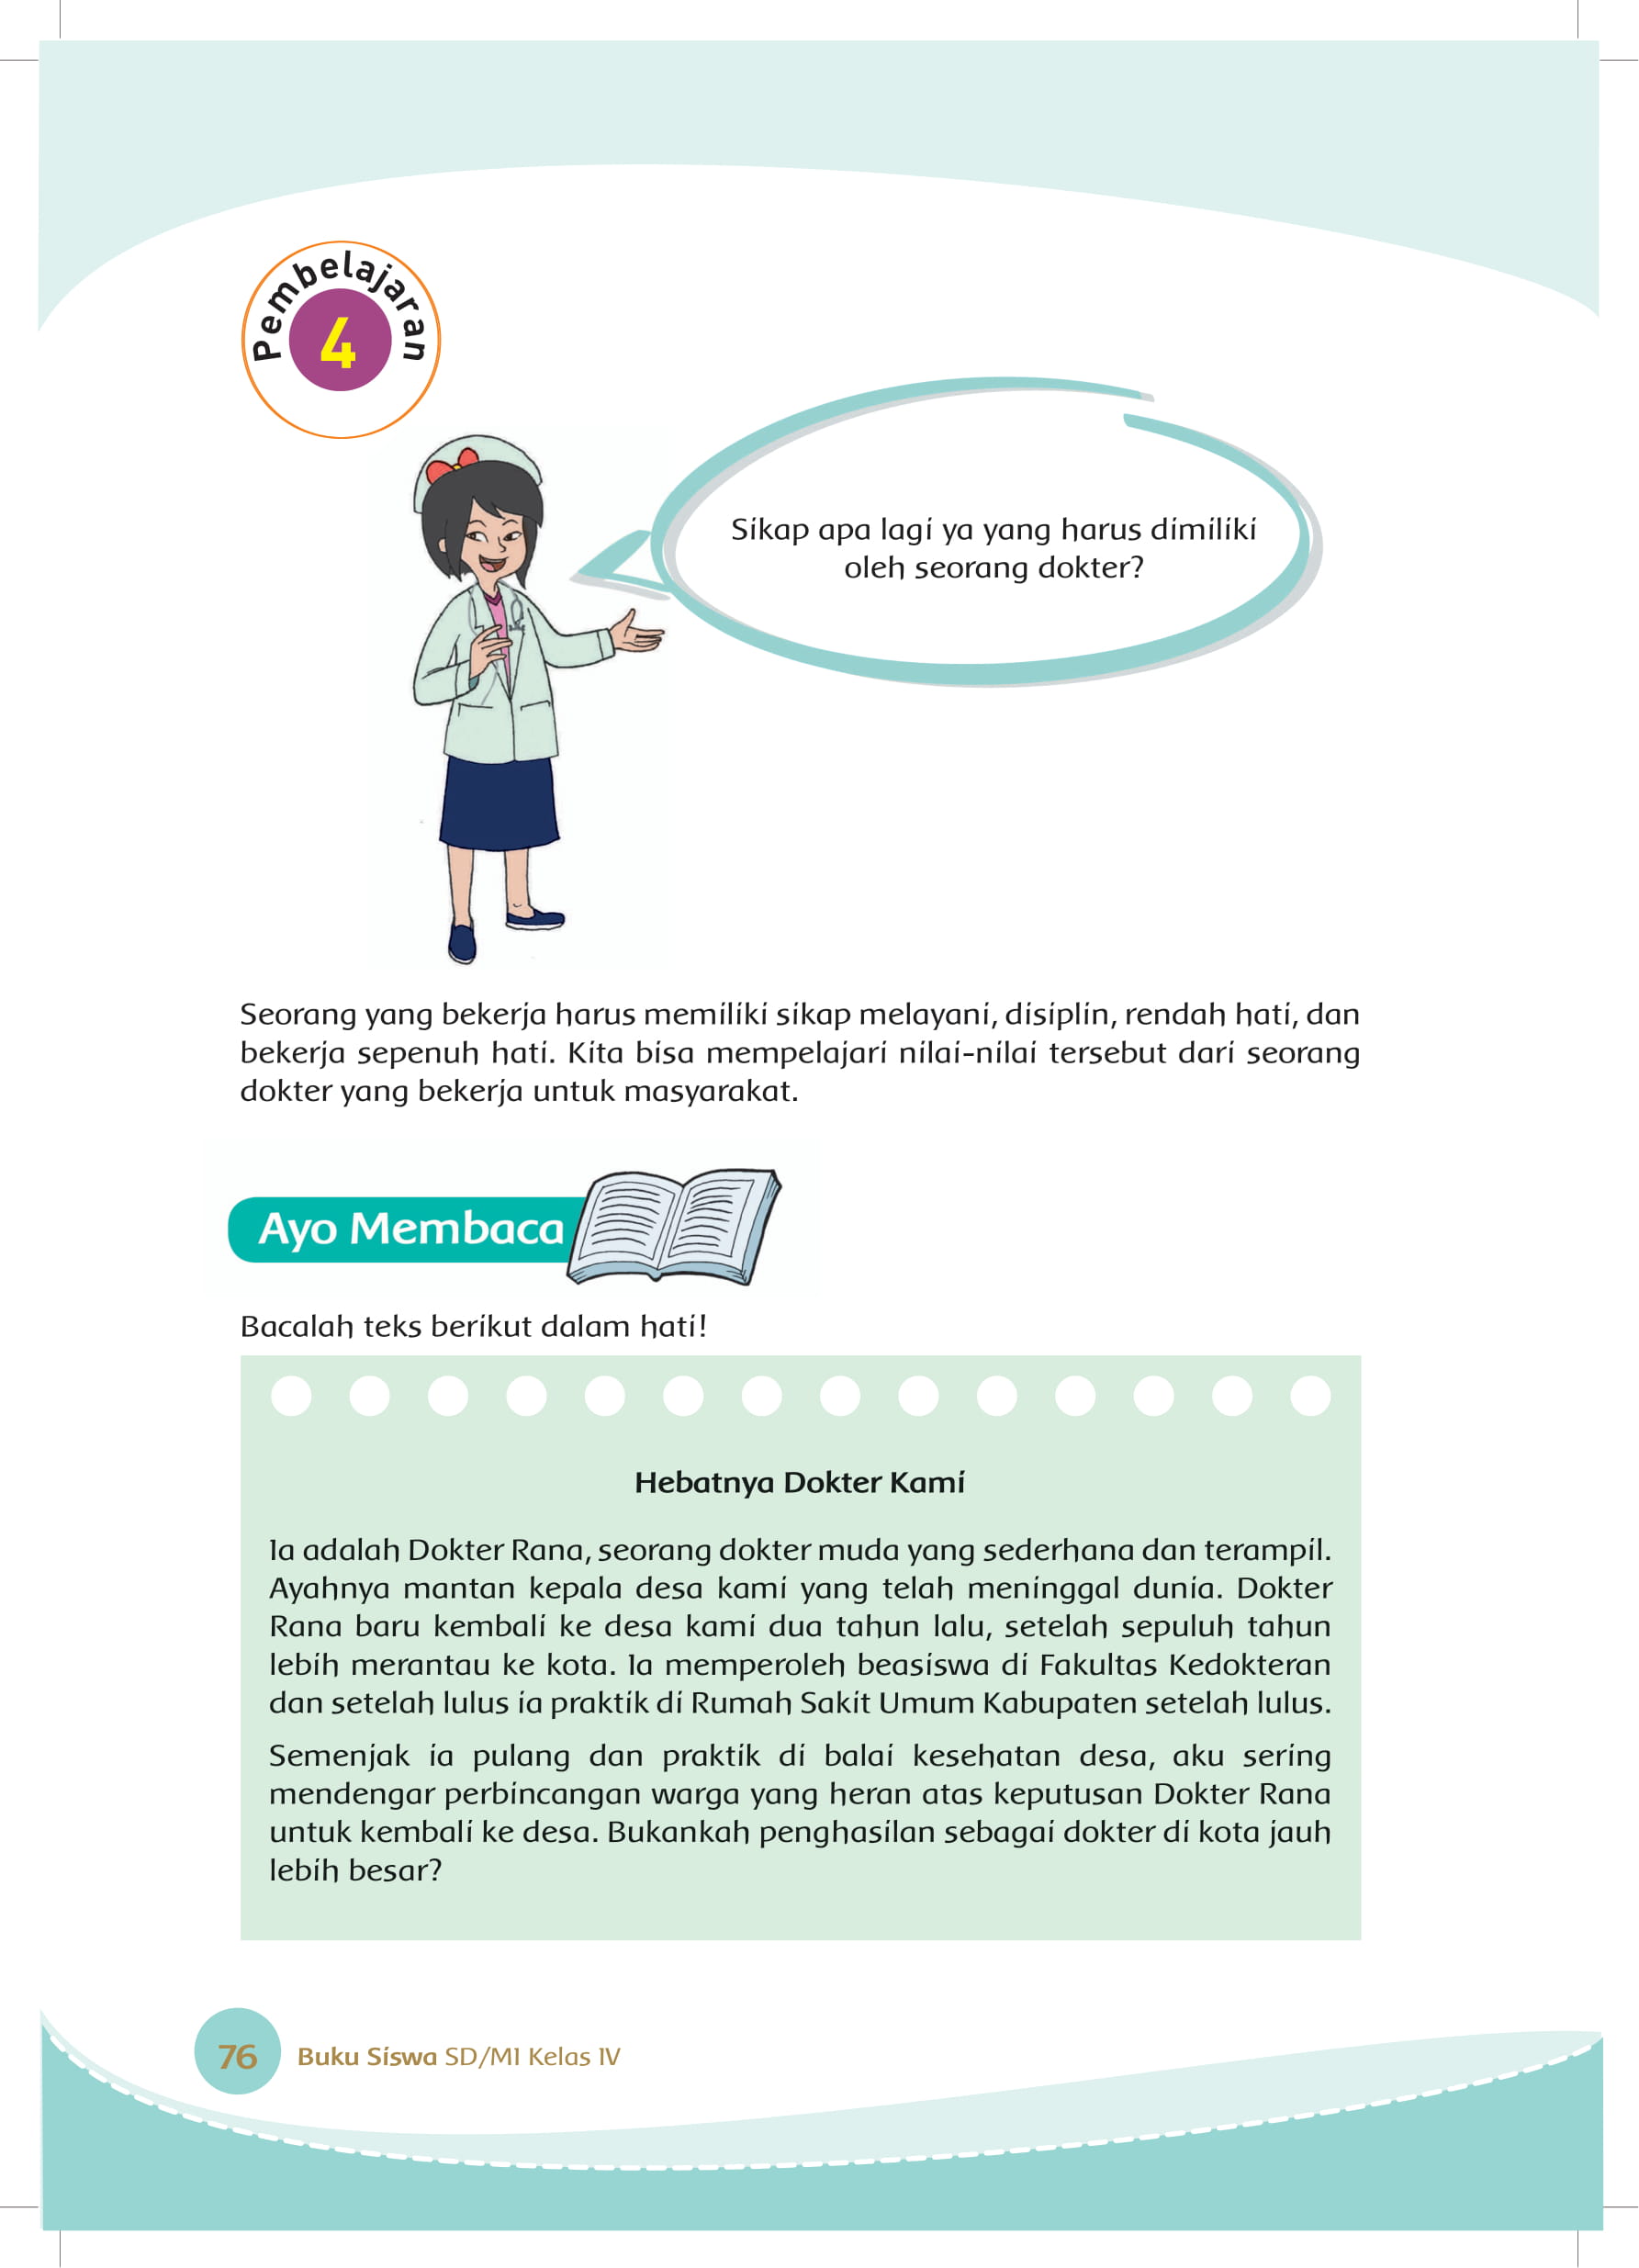 Pembelajaran
4
Sikap apa lagi ya yang harus dimiliki
oleh seorang dokter?
Seorang yang bekerja harus memiliki sikap melayani, disiplin, rendah hati, dan
bekerja sepenuh hati. Kita bisa mempelajari nilai-nilai tersebut dari seorang
dokter yang bekerja untuk masyarakat.
Ayo Membaca
Bacalah teks berikut dalam hati!
Hebatnya Dokter Kami
Ia adalah Dokter Rana, seorang dokter muda yang sederhana dan terampil.
Ayahnya mantan kepala desa kami yang telah meninggal dunia. Dokter
Rana baru kembali ke desa kami dua tahun lalu, setelah sepuluh tahun
lebih merantau ke kota. Ia memperoleh beasiswa di Fakultas Kedokteran
dan setelah lulus ia praktik di Rumah Sakit Umum Kabupaten setelah lulus.
Semenjak ia pulang dan praktik di balai kesehatan desa, aku sering
mendengar perbincangan warga yang heran atas keputusan Dokter Rana
untuk kembali ke desa. Bukankah penghasilan sebagai dokter di kota jauh
lebih besar?
76
Buku Siswa SD/MI Kelas IV